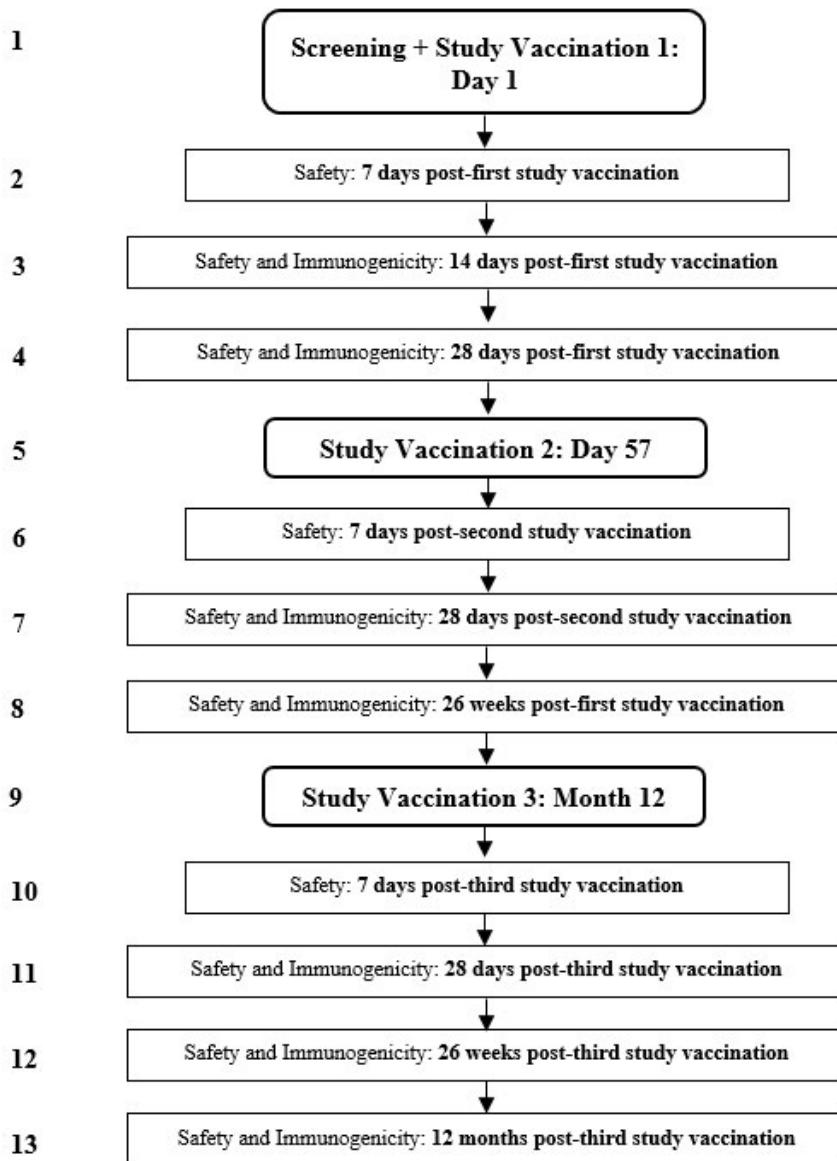 1
Screening + Study Vaccination 1:
Day 1
2
Safety: 7 days post-first study vaccination
3
Safety and Immunogenicity: 14 days post-first study vaccination
4
Safety and Immunogenicity: 28 days post-first study vaccination
5
Study Vaccination 2: Day 57
6
Safety: 7 days post-second study vaccination
7
Safety and Immunogenicity: 28 days post-second study vaccination
8
Safety and Immunogenicity: 26 weeks post-first study vaccination
9
Study Vaccination 3: Month 12
10
Safety: 7 days post-third study vaccination
11
Safety and Immunogenicity: 28 days post-third study vaccination
12
Safety and Immunogenicity: 26 weeks post-third study vaccination
13
Safety and Immunogenicity: 12 months post-third study vaccination